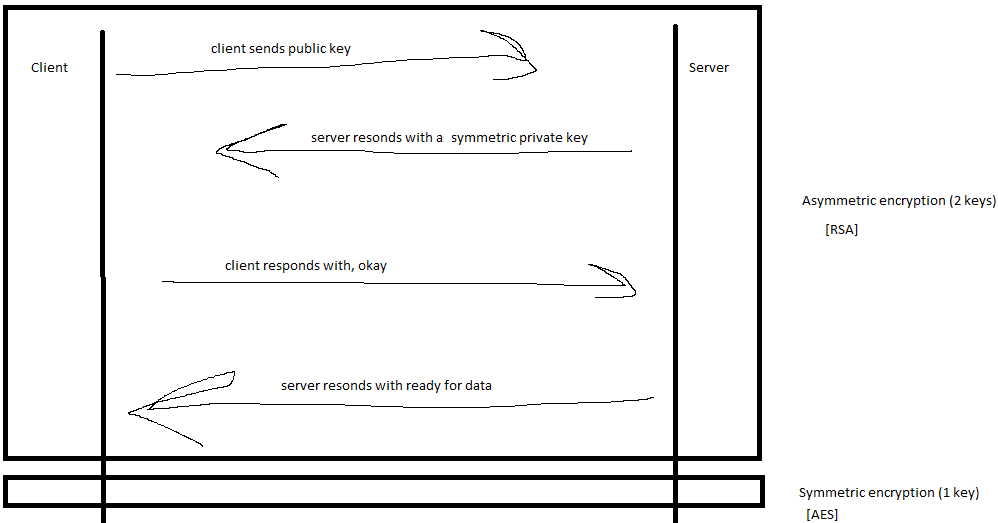 client sends public key
Client
Server
server resonds with a symmetric private key
Asymmetric encryption (2 keys)
[RSA]
client responds with, okay
server resonds with ready for data
Symmetric encryption (1 key)
[AES]